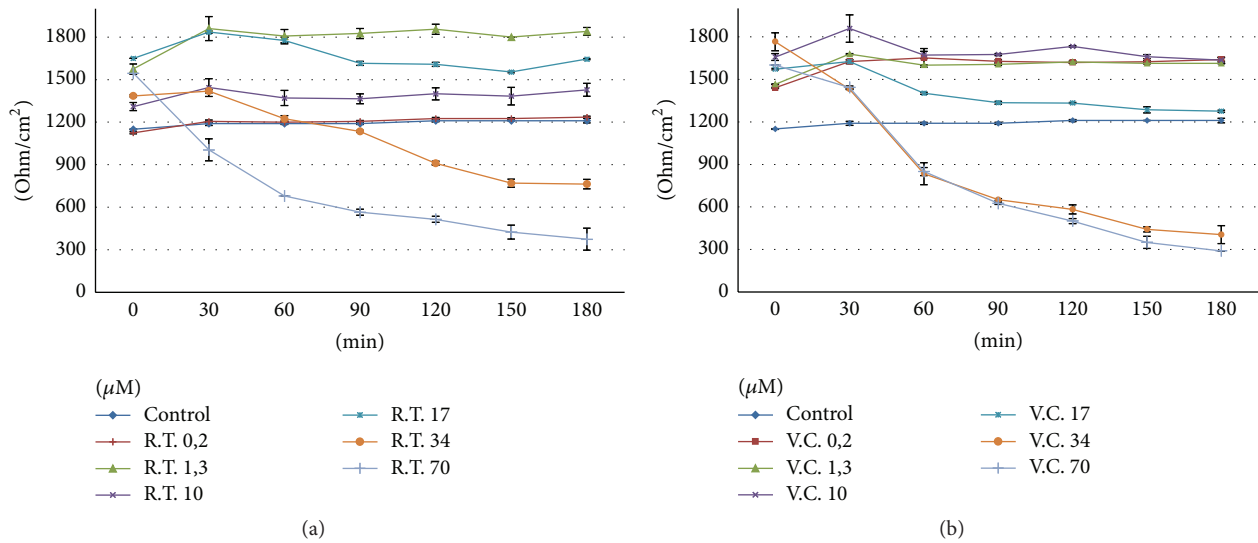 1800
1500
1200
900
600
300
0
(Ohm/cm²)
0 30 60 90 120 150 180
(min)
(μM)
Control
R.T. 0,2
R.T. 1,3
R.T. 10
R.T. 17
R.T. 34
R.T. 70
(a)
1800
1500
1200
900
600
300
0
(Ohm/cm²)
0 30 60 90 120 150 180
(min)
(μM)
Control
V.C. 0,2
V.C. 1,3
V.C. 10
V.C. 17
V.C. 34
V.C. 70
(b)